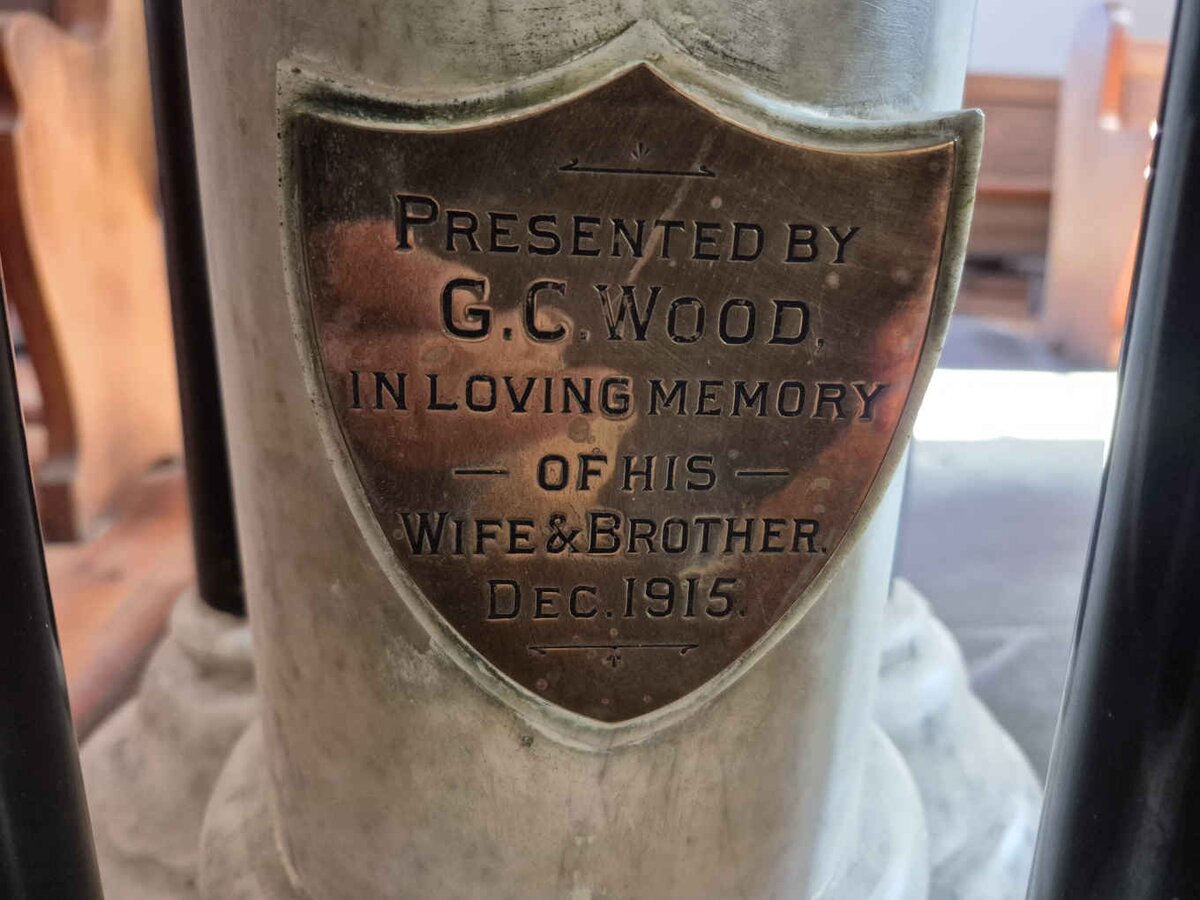 PRESENTED BY
G.C. WOOD,
IN LOVING MEMORY
— OF HIS —
WIFE & BROTHER.
DEC. 1915.